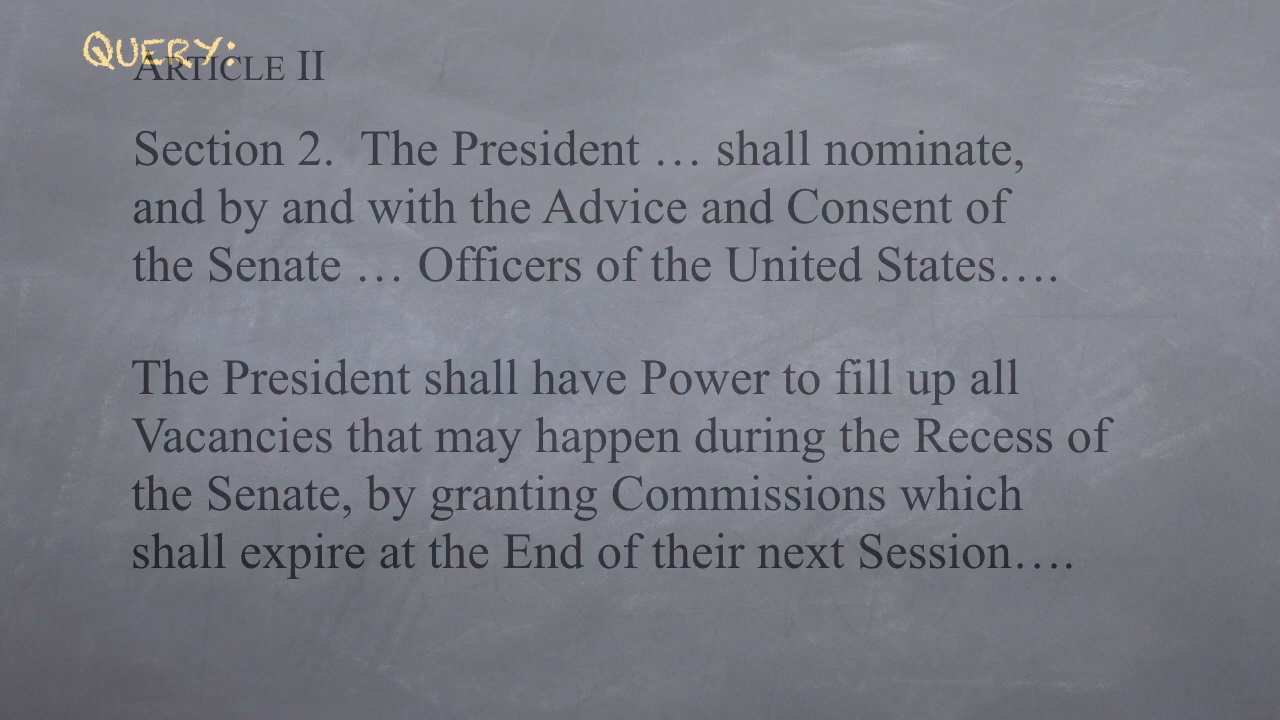 QUERY:
ARTICLE II
Section 2. The President … shall nominate,
and by and with the Advice and Consent of
the Senate … Officers of the United States….
The President shall have Power to fill up all
Vacancies that may happen during the Recess of
the Senate, by granting Commissions which
shall expire at the End of their next Session….